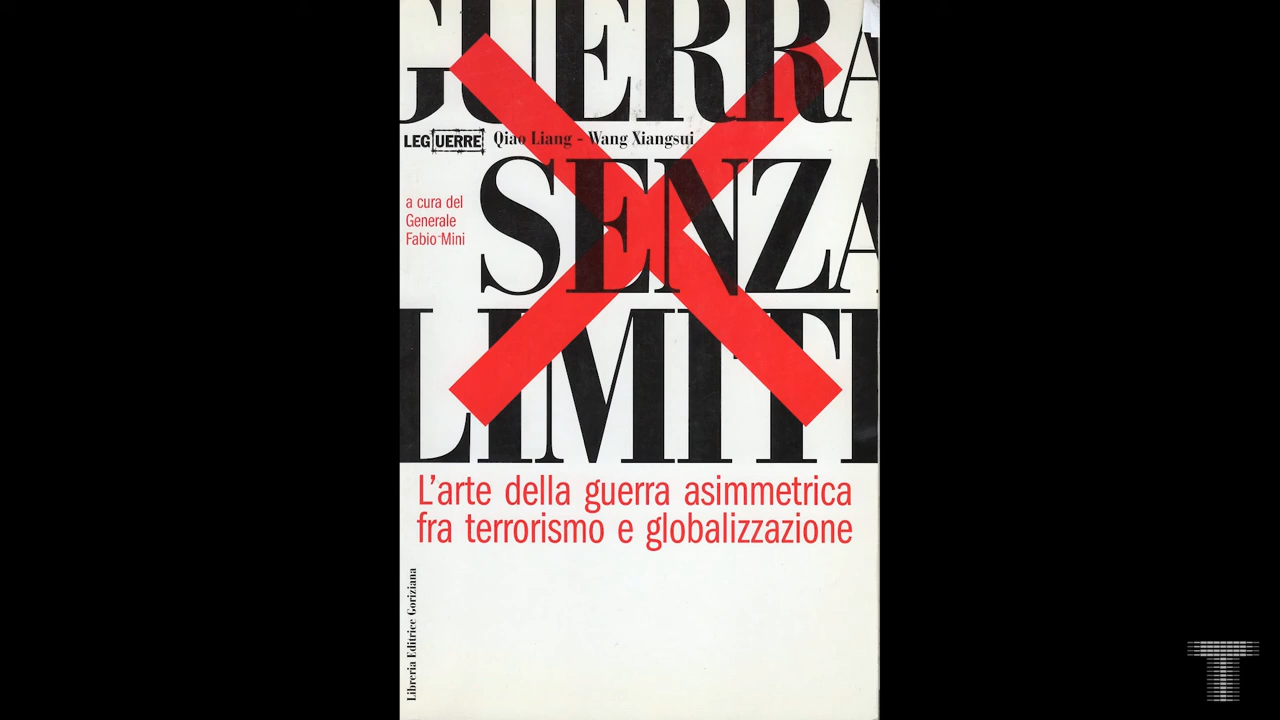 GUERRA
LEGUERRE
Qiao Liang - Wang Xiangsui
SENZA
a cura del
Generale
Fabio Mini
LIMITI
L'arte della guerra asimmetrica
fra terrorismo e globalizzazione
Libreria Editrice Goriziana
T